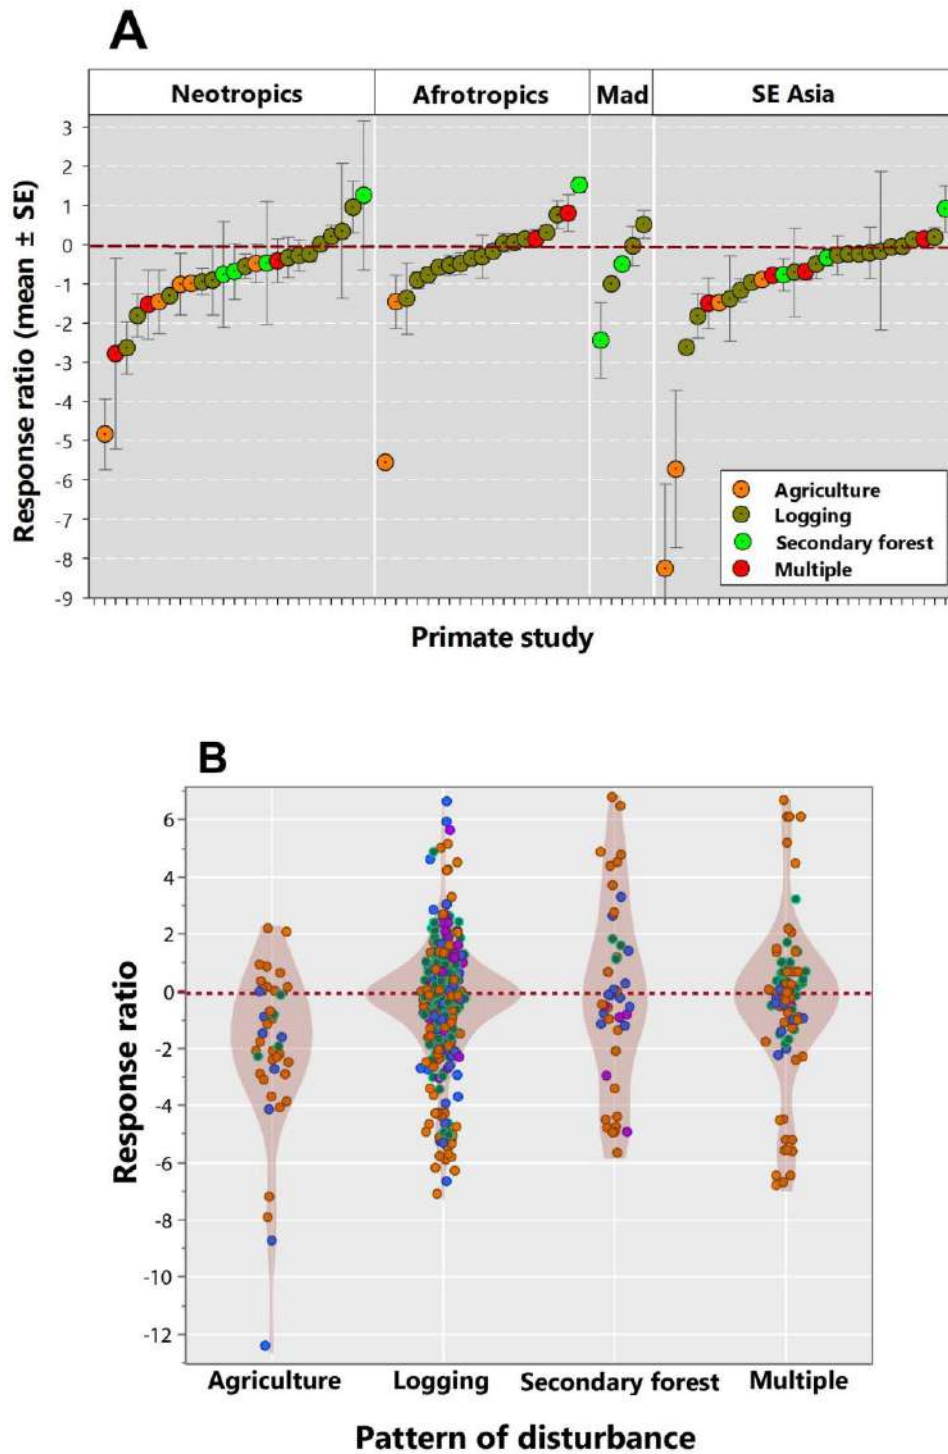 A
Neotropics Afrotropics Mad SE Asia
Response ratio (mean ± SE)
3
2
1
0
-1
-2
-3
-4
-5
-6
-7
-8
-9
Agriculture
Logging
Secondary forest
Multiple
Primate study
B
Response ratio
6
4
2
0
-2
-4
-6
-8
-10
-12
Agriculture Logging Secondary forest Multiple
Pattern of disturbance